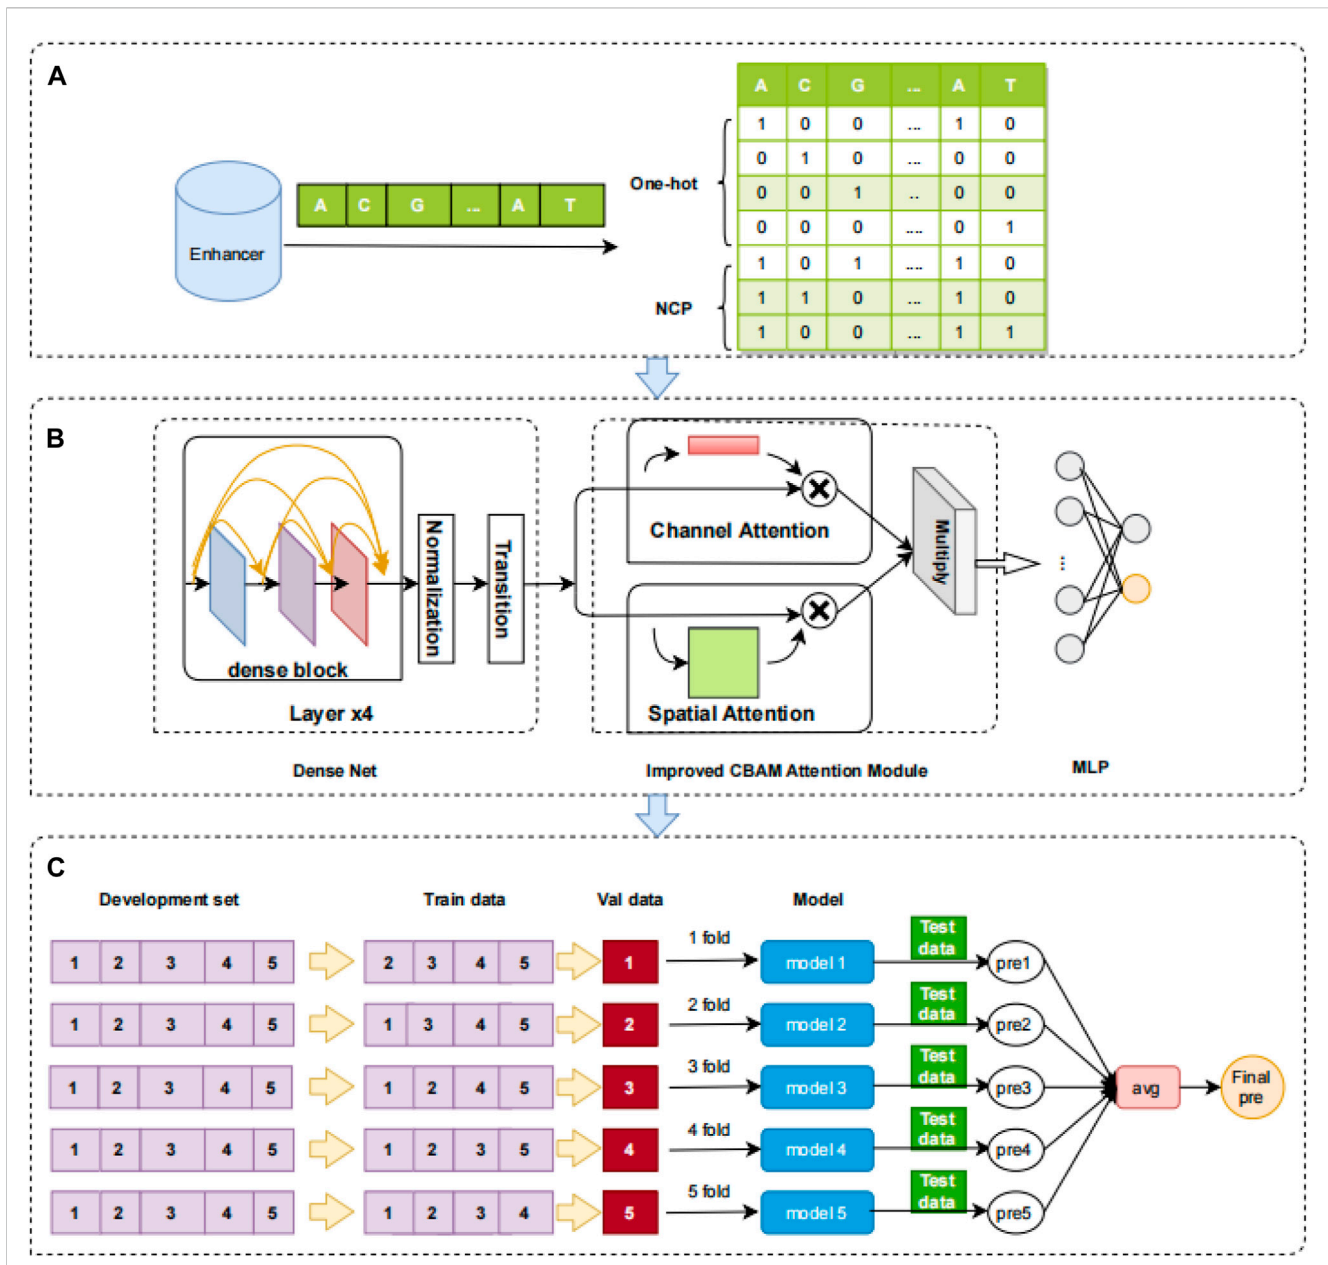 A
A C G ... A T
1 0 0 ... 1 0
0 1 0 ... 0 0
One-hot
0 0 1 .. 0 0
0 0 0 .... 0 1
A C G ... A T
Enhancer
1 0 1 .... 1 0
1 1 0 ... 1 0
NCP
1 0 0 ... 1 1
B
Channel Attention
Normalization
Transition
Multiply
...
dense block
Layer x4
Spatial Attention
Dense Net
Improved CBAM Attention Module
MLP
C
Development set
Train data
Val data
Model
1 2 3 4 5
2 3 4 5
1
1 fold
model 1
Test
data
pre1
1 2 3 4 5
1 3 4 5
2
2 fold
model 2
Test
data
pre2
1 2 3 4 5
1 2 4 5
3
3 fold
model 3
Test
data
pre3
avg
Final
pre
1 2 3 4 5
1 2 3 5
4
4 fold
model 4
Test
data
pre4
1 2 3 4 5
1 2 3 4
5
5 fold
model 5
Test
data
pre5